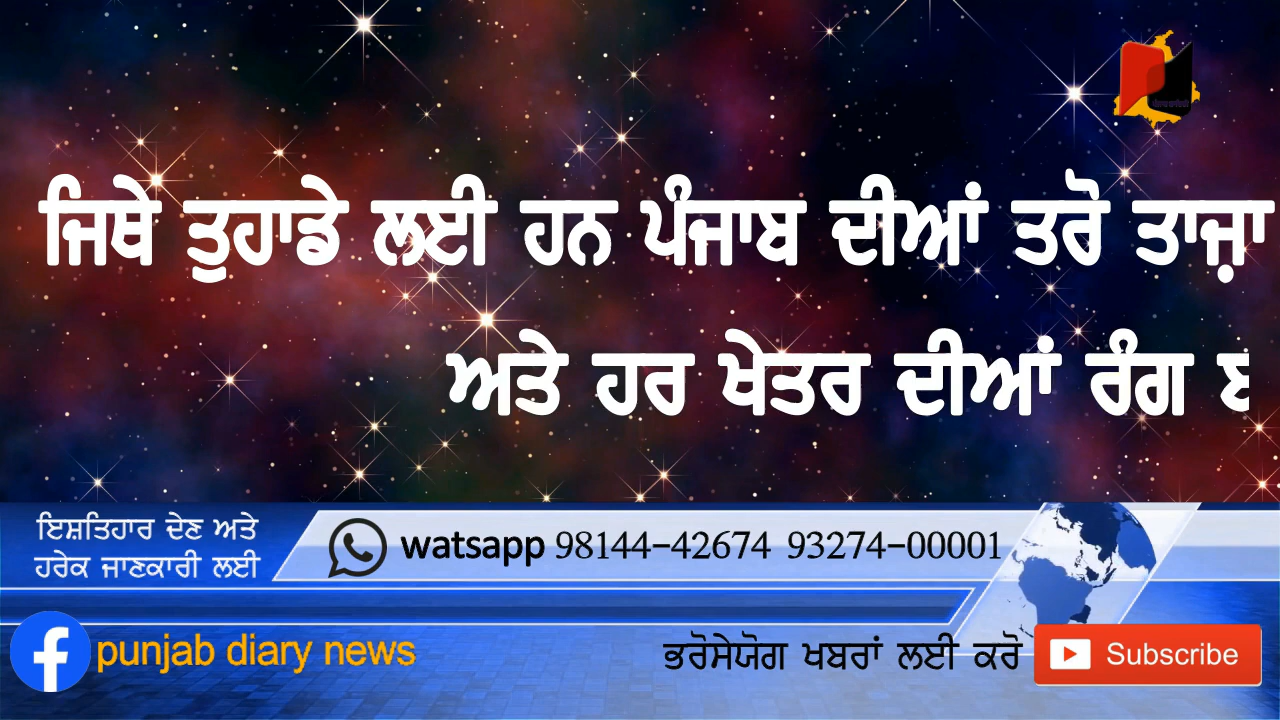 ਜਿਥੇ ਤੁਹਾਡੇ ਲਈ ਹਨ ਪੰਜਾਬ ਦੀਆਂ ਤਰੋ ਤਾਜ਼ਾ
ਅਤੇ ਹਰ ਖੇਤਰ ਦੀਆਂ ਰੰਗ
ਇਸ਼ਤਿਹਾਰ ਦੇਣ ਅਤੇ
ਹਰੇਕ ਜਾਣਕਾਰੀ ਲਈ
watsapp 98144-42674 93274-00001
punjab diary news
ਭਰੋਸੇਯੋਗ ਖਬਰਾਂ ਲਈ ਕਰੋ
Subscribe